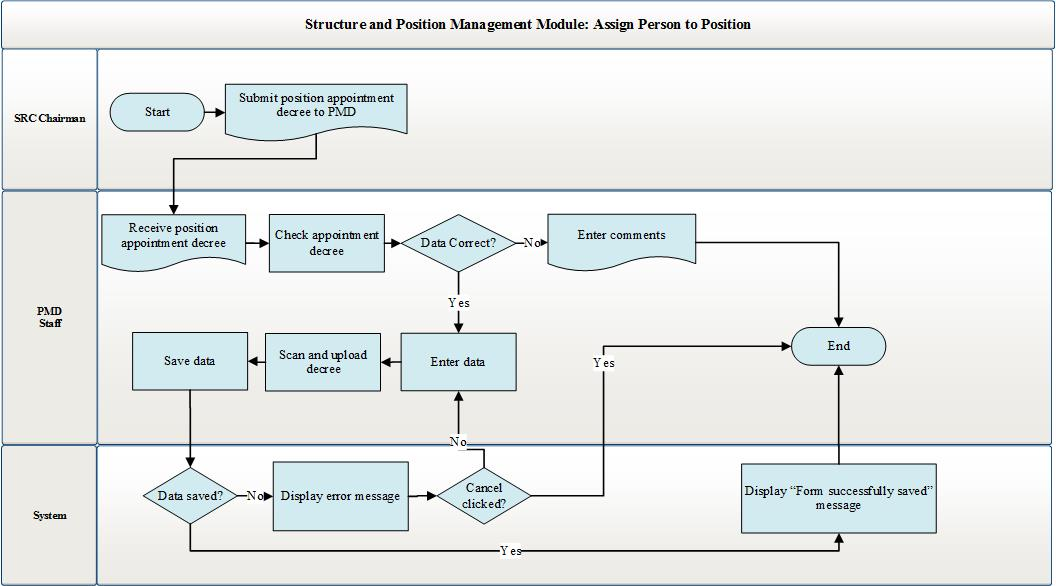 Structure and Position Management Module: Assign Person to Position
SRC Chairman
Start
Submit position appointment
decree to PMD
PMD
Staff
Receive position
appointment decree
Check appointment
decree
Data Correct?
No
Enter comments
Yes
Save data
Scan and upload
decree
Enter data
Yes
End
No
System
Data saved?
No
Display error message
Cancel
clicked?
Display “Form successfully saved”
message
Yes